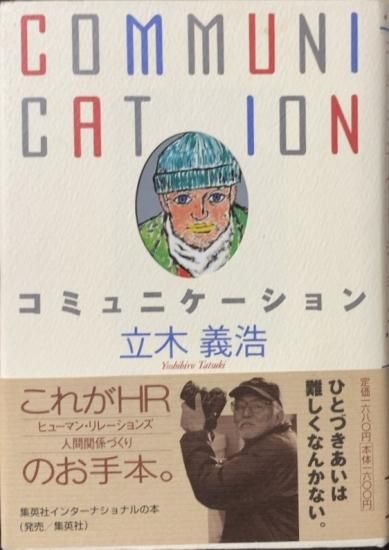 COMMUNI
CATION
コミュニケーション
立木 義浩
Yoshihiro Tatsuki
これがHR
ヒューマン・リレーションズ
人間関係づくり
のお手本。
ひとづきあいは
難しくなんかない。
定価一六八〇円 本体一六〇〇円
集英社インターナショナルの本
(発売/集英社)